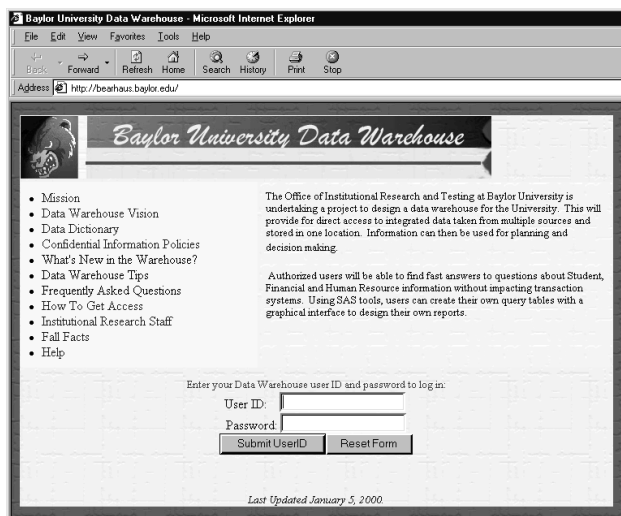 Baylor University Data Warehouse - Microsoft Internet Explorer
File Edit View Favorites Tools Help
Back Forward Refresh Home Search History Print Stop
Address http://bearhaus.baylor.edu/
Baylor University Data Warehouse
• Mission
• Data Warehouse Vision
• Data Dictionary
• Confidential Information Policies
• What's New in the Warehouse?
• Data Warehouse Tips
• Frequently Asked Questions
• How To Get Access
• Institutional Research Staff
• Fall Facts
• Help
The Office of Institutional Research and Testing at Baylor University is
undertaking a project to design a data warehouse for the University. This will
provide for direct access to integrated data taken from multiple sources and
stored in one location. Information can then be used for planning and
decision making.
Authorized users will be able to find fast answers to questions about Student,
Financial and Human Resource information without impacting transaction
systems. Using SAS tools, users can create their own query tables with a
graphical interface to design their own reports.
Enter your Data Warehouse user ID and password to log in:
User ID:
Password:
Submit UserID Reset Form
Last Updated January 5, 2000.